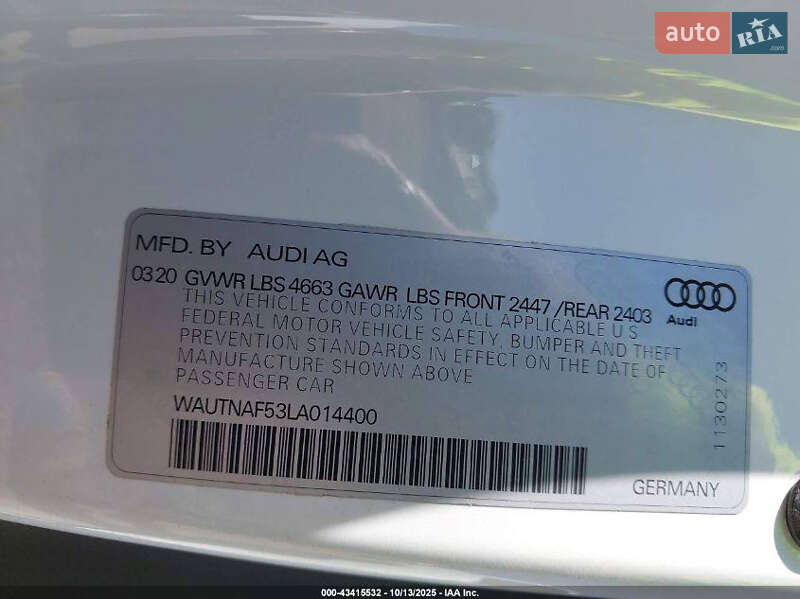 auto RIA.com
MFD. BY AUDI AG
0320 GVWR LBS 4663 GAWR LBS FRONT 2447 /REAR 2403
THIS VEHICLE CONFORMS TO ALL APPLICABLE U S
FEDERAL MOTOR VEHICLE SAFETY, BUMPER AND THEFT
PREVENTION STANDARDS IN EFFECT ON THE DATE OF
MANUFACTURE SHOWN ABOVE
PASSENGER CAR
WAUTNAF53LA014400
Audi
1130273
GERMANY
000-43415532 - 10/13/2025 - IAA Inc.